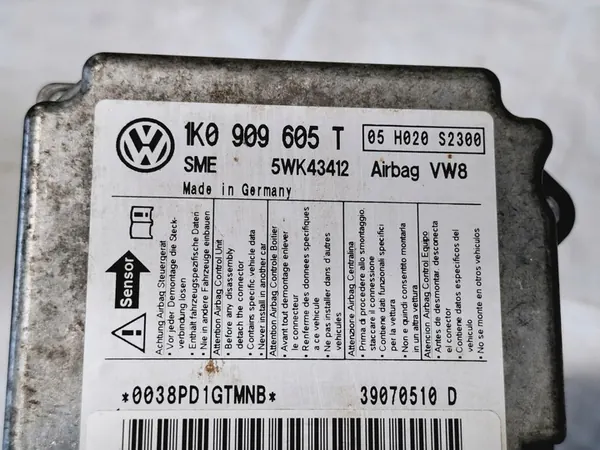 1K0 909 605 T
05 H020 S2300
SME 5WK43412 Airbag VW8
Made in Germany
Sensor
Achtung Airbag Steuergerät
• Vor jeder Demontage die Steck-
verbindung lösen
• Enthält fahrzeugspezifische Daten
• Nie in andere Fahrzeuge einbauen
Attention Airbag Control Unit
• Before any disassembly
detach the connector
• Contains specific vehicle data
• Never install in another car
Attention Airbag Controle Boitier
• Avant tout demontage enlever
le connecteur
• Renferme des donnees specifiques
a ce vehicule
• Ne pas installer dans d'autres
vehicules
Attenzione Airbag Centralina
• Prima di procedere allo smontaggio
staccare il connessione
• Contiene dati funzionali specifici
per la vettura
• Non e quindi consentito montarla
in un altra vettura
Atencion Airbag Control Equipo
• Antes de desmontar, desconecta
el conector
• Contiene datos especificos del
vehiculo
• No se monte en otros vehiculos
*0038PD1GTMNB* 39070510 D